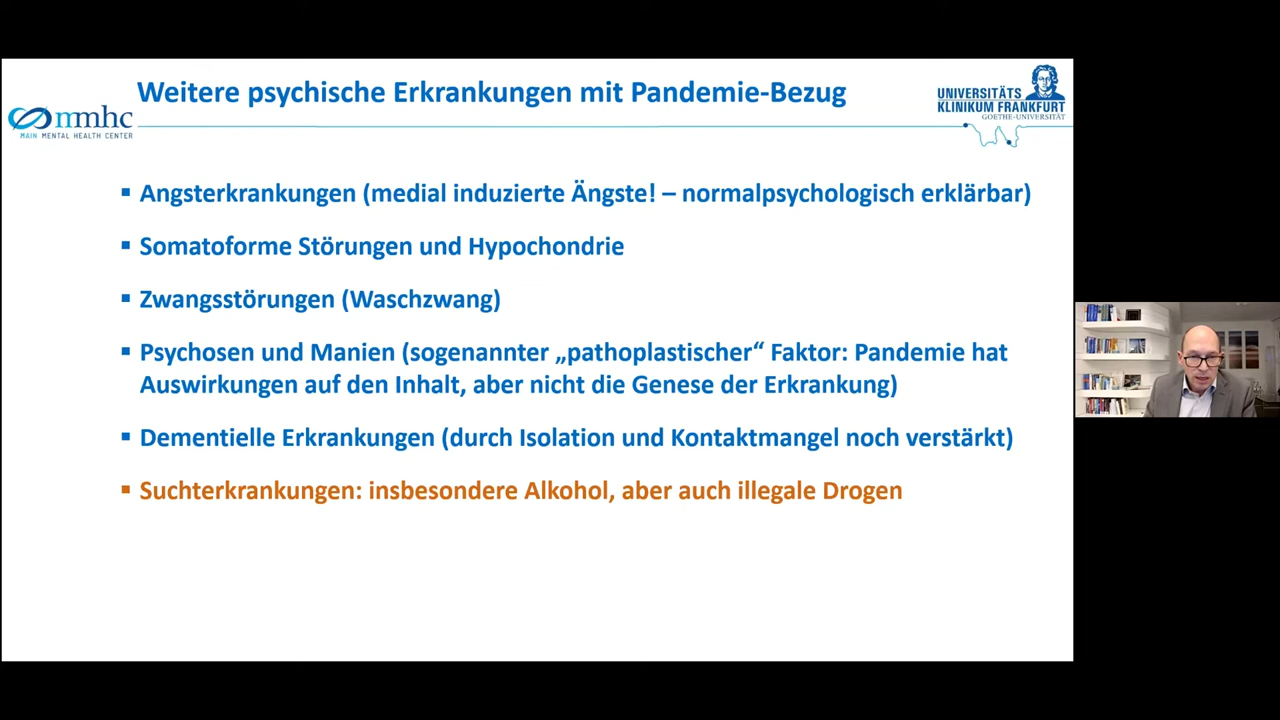 Weitere psychische Erkrankungen mit Pandemie-Bezug
mmhc
MAIN MENTAL HEALTH CENTER
UNIVERSITÄTS
KLINIKUM FRANKFURT
GOETHE-UNIVERSITÄT
▪ Angsterkrankungen (medial induzierte Ängste! – normalpsychologisch erklärbar)
▪ Somatoforme Störungen und Hypochondrie
▪ Zwangsstörungen (Waschzwang)
▪ Psychosen und Manien (sogenannter „pathoplastischer“ Faktor: Pandemie hat
Auswirkungen auf den Inhalt, aber nicht die Genese der Erkrankung)
▪ Dementielle Erkrankungen (durch Isolation und Kontaktmangel noch verstärkt)
▪ Suchterkrankungen: insbesondere Alkohol, aber auch illegale Drogen